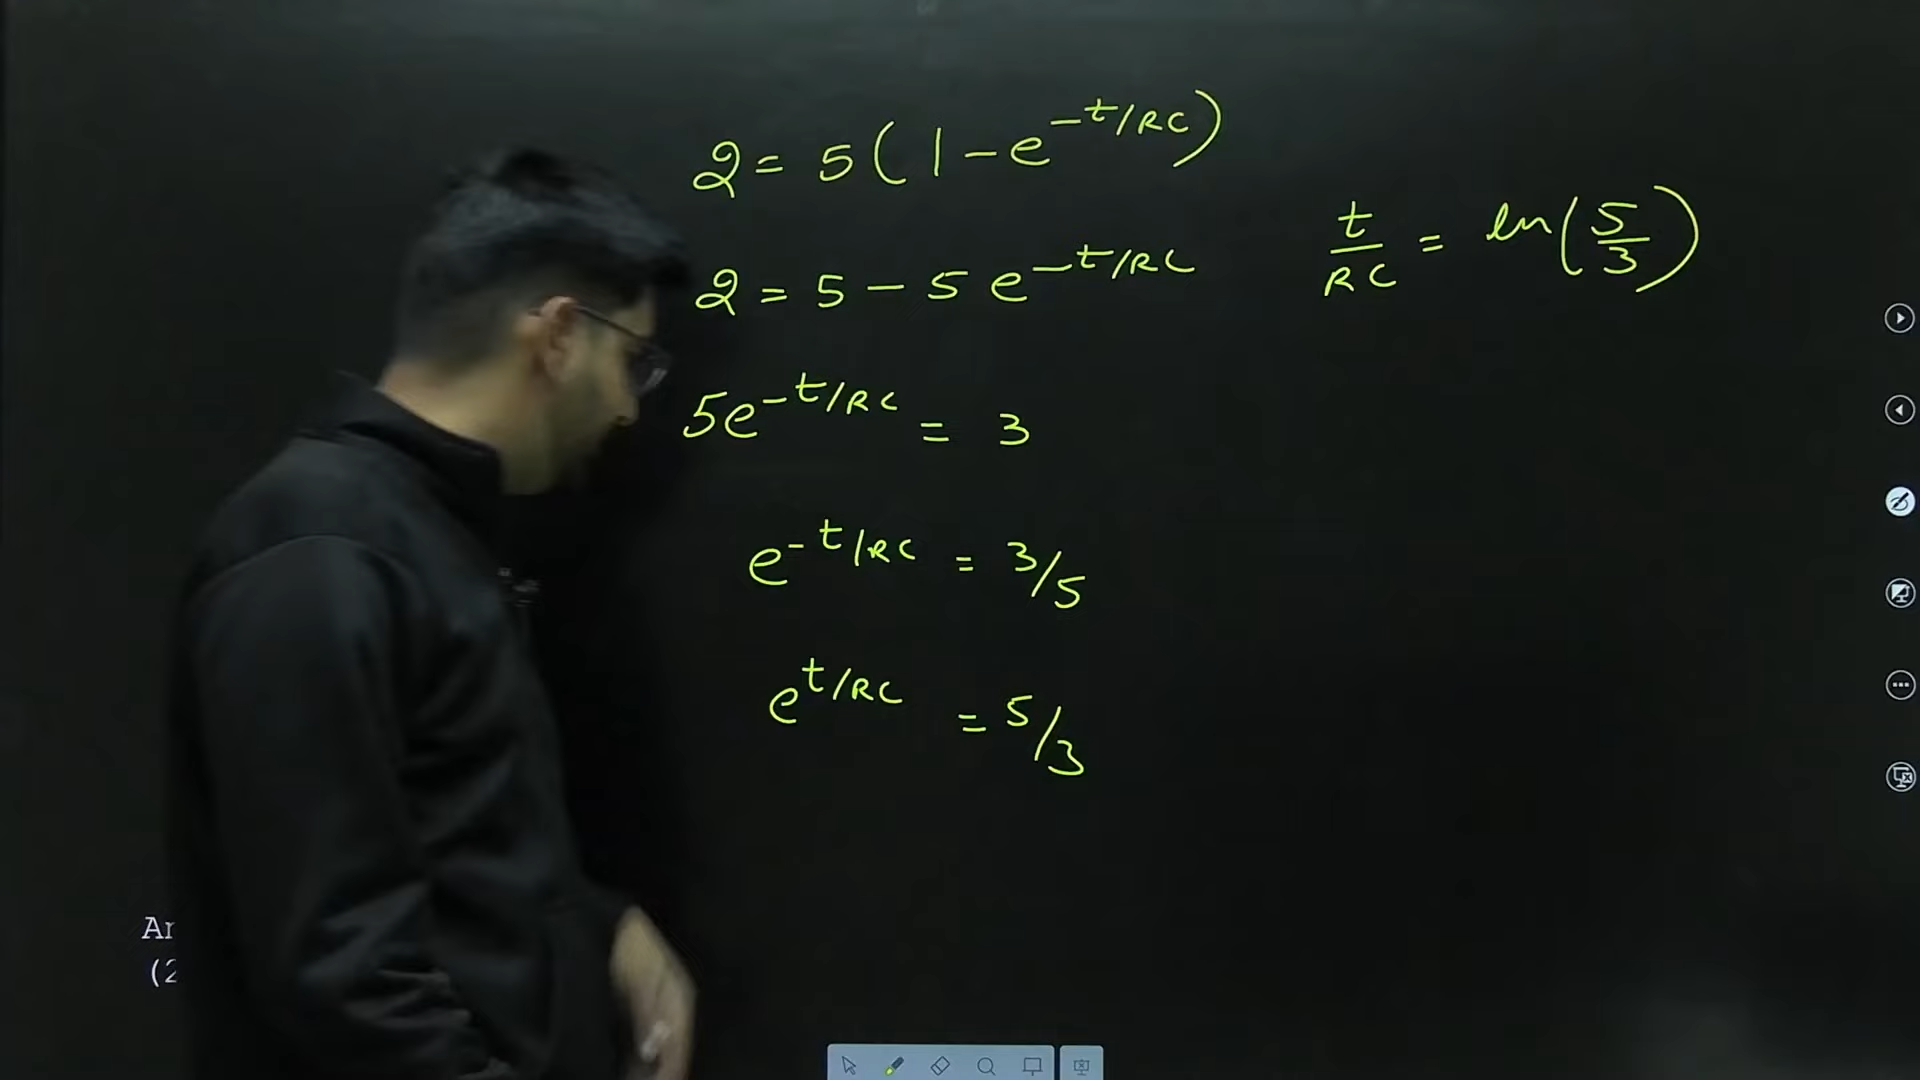 2 = 5(1 - e^{-t/RC})
2 = 5 - 5e^{-t/RC}
5e^{-t/RC} = 3
e^{-t/RC} = 3/5
e^{t/RC} = 5/3
t/RC = ln(5/3)
(2